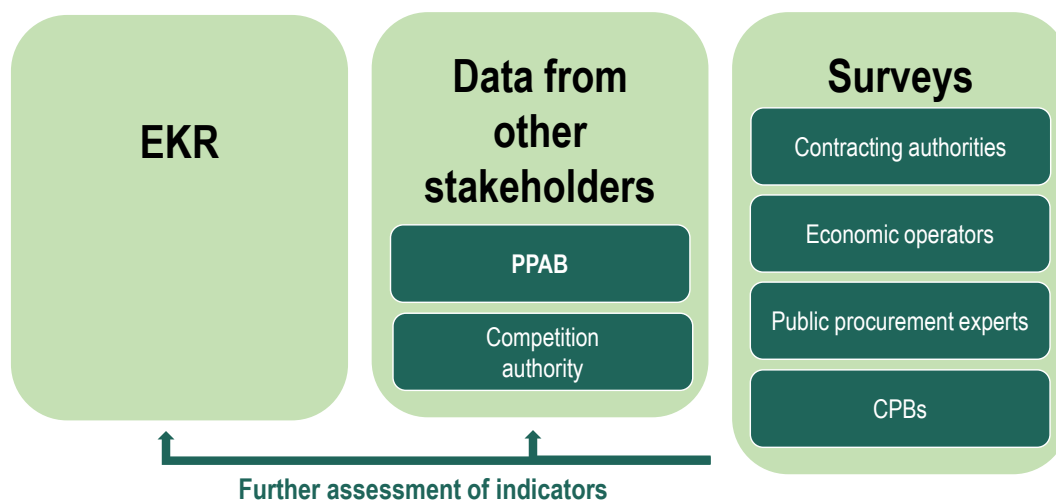 EKR
Data from
other
stakeholders
PPAB
Competition
authority
Surveys
Contracting authorities
Economic operators
Public procurement experts
CPBs
Further assessment of indicators